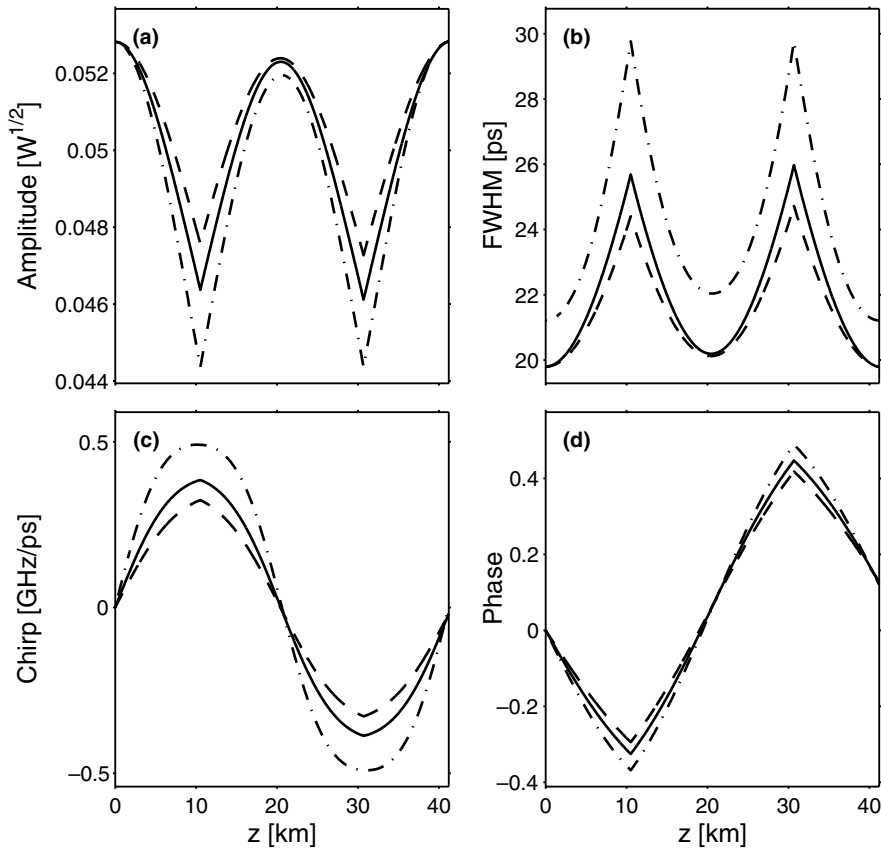 (a)
Amplitude [W^{1/2}]
0.052
0.05
0.048
0.046
0.044
(b)
FWHM [ps]
30
28
26
24
22
20
(c)
Chirp [GHz/ps]
0.5
0
−0.5
0 10 20 30 40
z [km]
(d)
Phase
0.4
0.2
0
−0.2
−0.4
0 10 20 30 40
z [km]